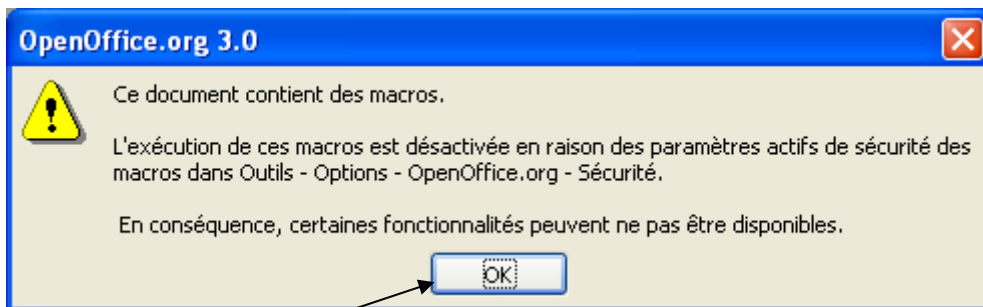 OpenOffice.org 3.0
Ce document contient des macros.
L'exécution de ces macros est désactivée en raison des paramètres actifs de sécurité des
macros dans Outils - Options - OpenOffice.org - Sécurité.
En conséquence, certaines fonctionnalités peuvent ne pas être disponibles.
OK